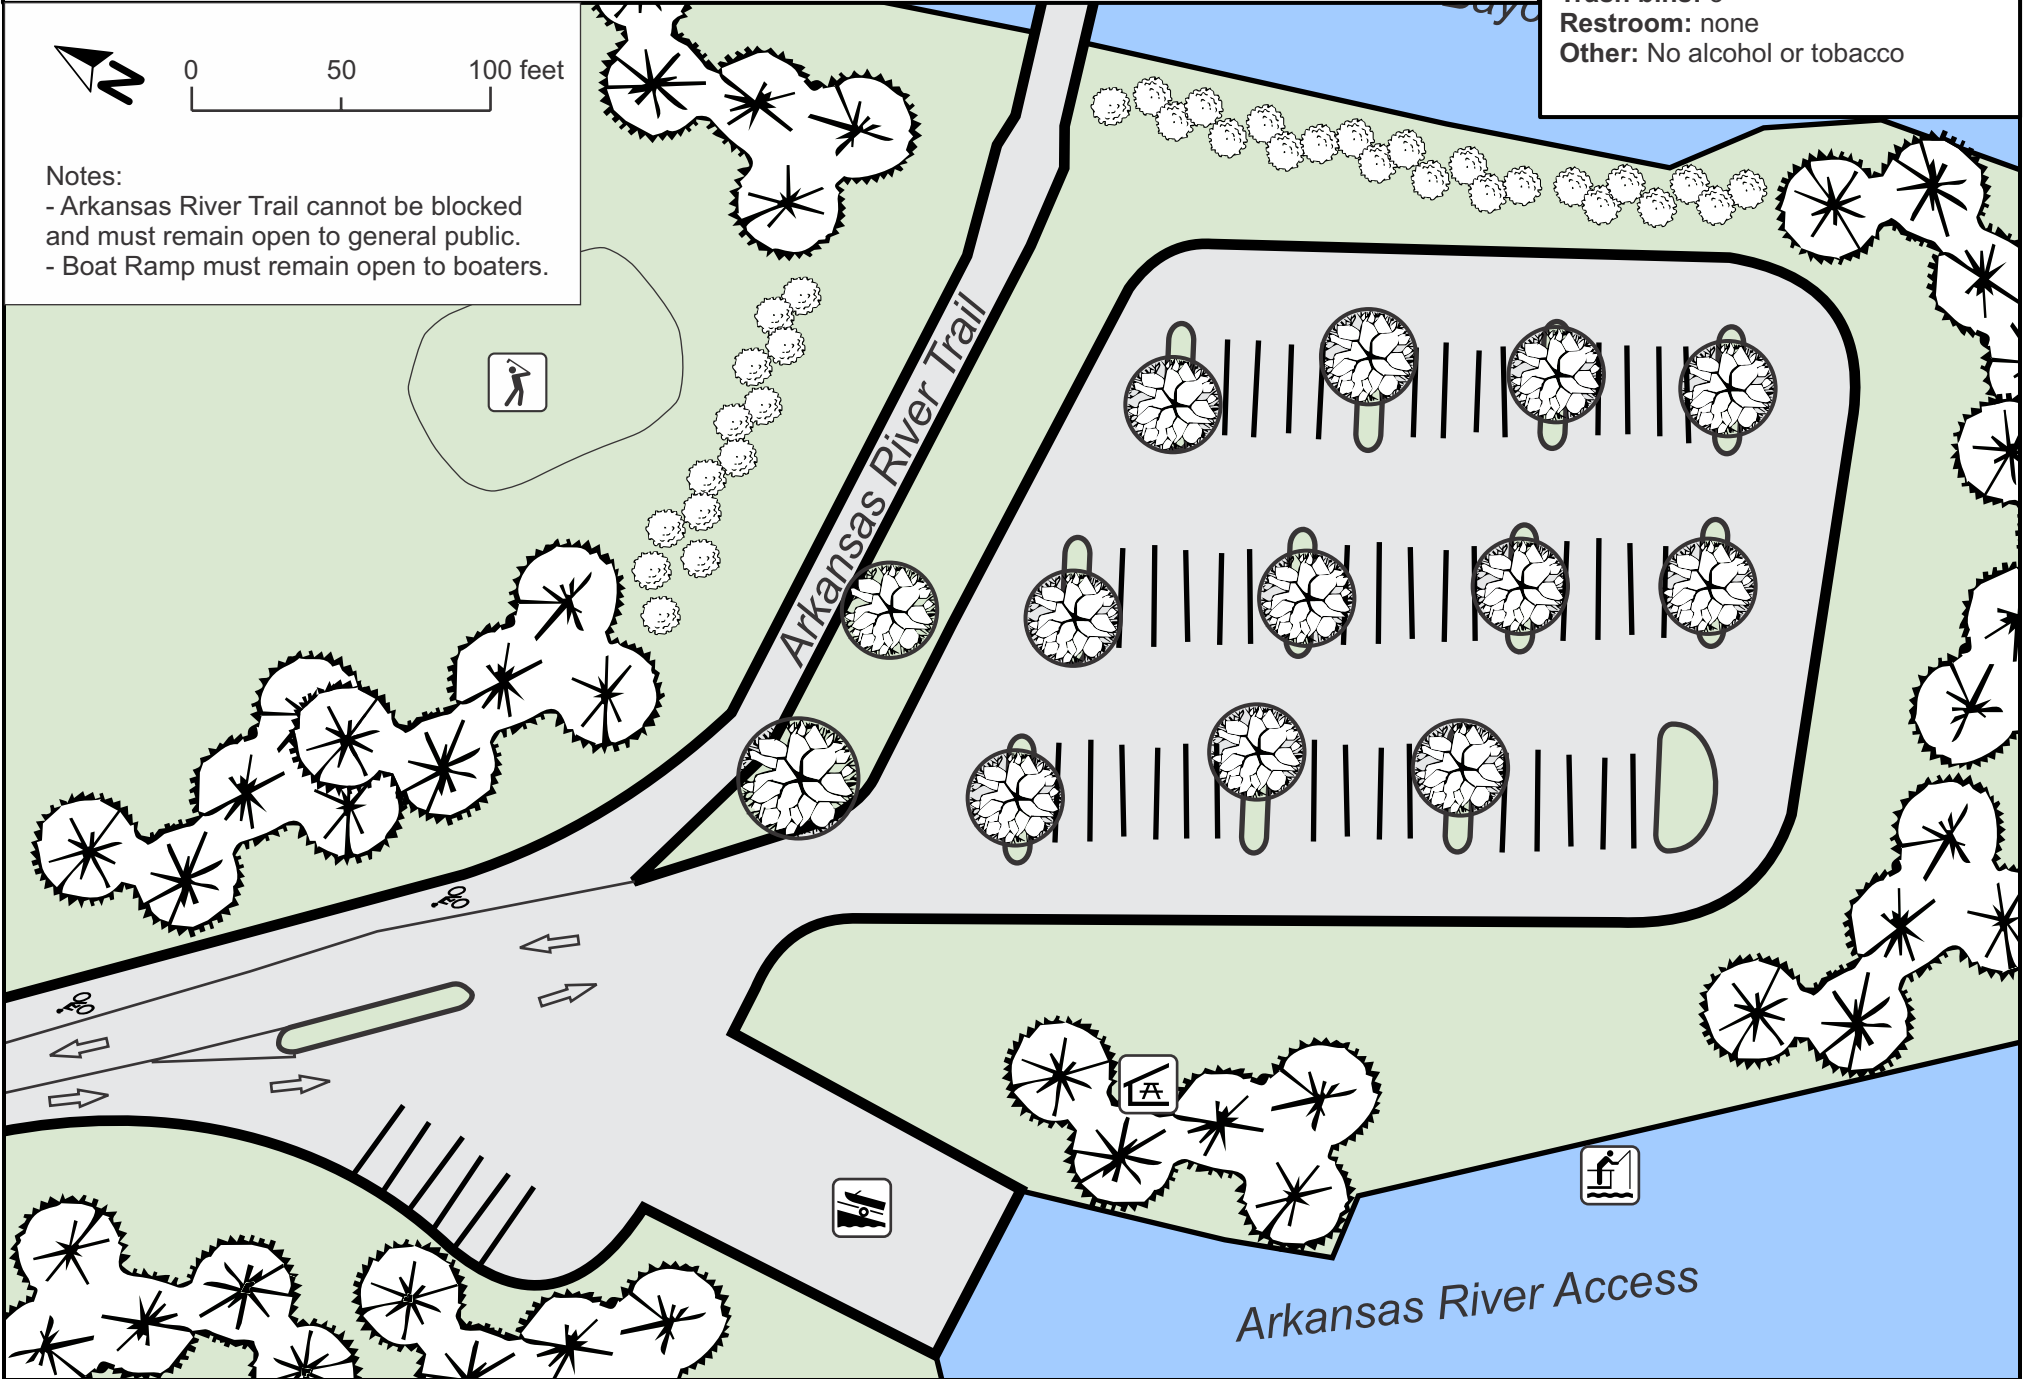 Restroom: none
Other: No alcohol or tobacco
N
0 50 100 feet
Notes:
- Arkansas River Trail cannot be blocked
and must remain open to general public.
- Boat Ramp must remain open to boaters.
Arkansas River Trail
Arkansas River Access